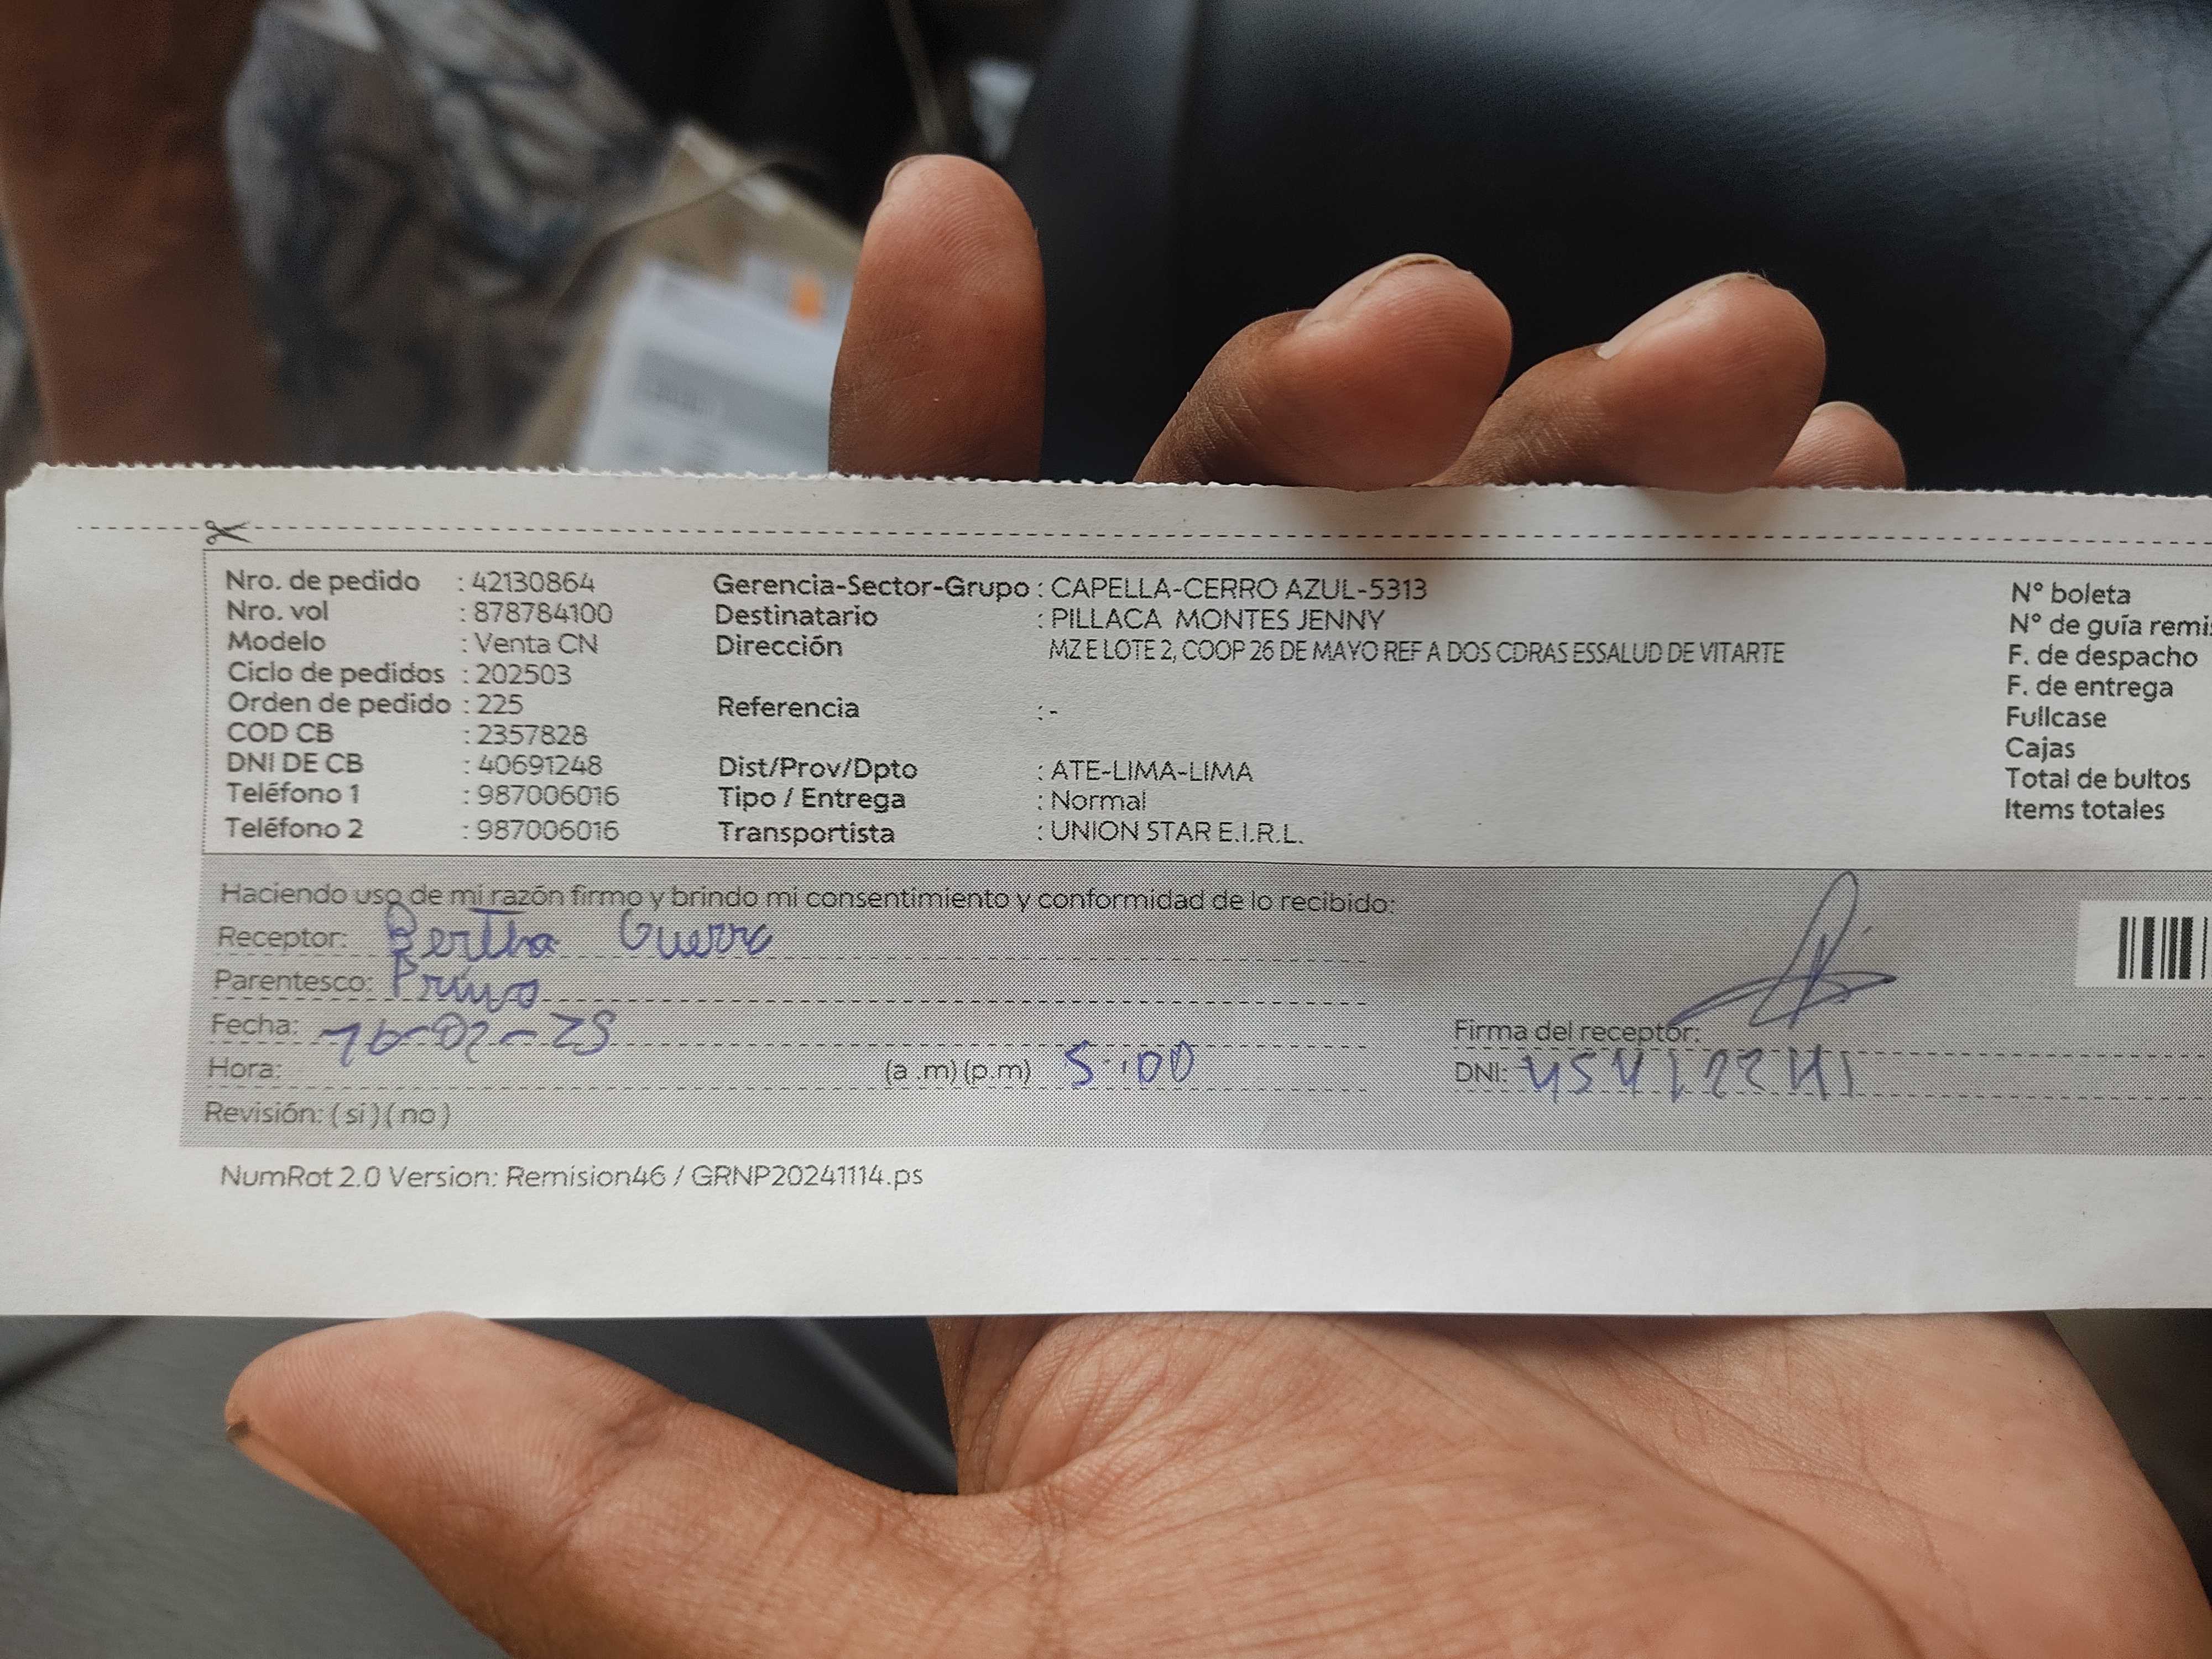 Nro. de pedido : 42130864
Nro. vol : 878784100
Modelo : Venta CN
Ciclo de pedidos : 202503
Orden de pedido : 225
COD CB : 2357828
DNI DE CB : 40691248
Teléfono 1 : 987006016
Teléfono 2 : 987006016
Gerencia-Sector-Grupo : CAPELLA-CERRO AZUL-5313
Destinatario : PILLACA MONTES JENNY
Dirección MZ E LOTE 2, COOP 26 DE MAYO REF A DOS CDRAS ESSALUD DE VITARTE
Referencia : -
Dist/Prov/Dpto : ATE-LIMA-LIMA
Tipo / Entrega : Normal
Transportista : UNION STAR E.I.R.L.
N° boleta
N° de guía remis
F. de despacho
F. de entrega
Fullcase
Cajas
Total de bultos
Items totales
Haciendo uso de mi razón firmo y brindo mi consentimiento y conformidad de lo recibido:
Receptor: Bertha Guerra
Parentesco:
Fecha: 16-02-25
Hora: (a .m) (p.m) 5:00
Revisión: ( si ) ( no )
Firma del receptor:
DNI:
NumRot 2.0 Version: Remision46 / GRNP20241114.ps